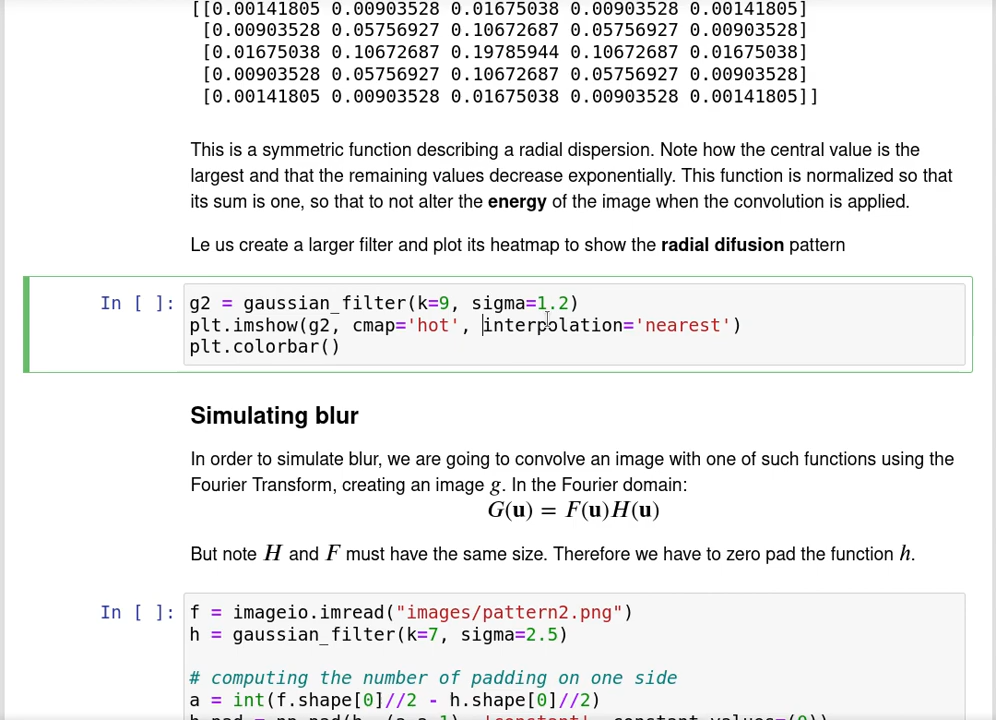 [[0.00141805 0.00903528 0.01675038 0.00903528 0.00141805]
[0.00903528 0.05756927 0.10672687 0.05756927 0.00903528]
[0.01675038 0.10672687 0.19785944 0.10672687 0.01675038]
[0.00903528 0.05756927 0.10672687 0.05756927 0.00903528]
[0.00141805 0.00903528 0.01675038 0.00903528 0.00141805]]
This is a symmetric function describing a radial dispersion. Note how the central value is the
largest and that the remaining values decrease exponentially. This function is normalized so that
its sum is one, so that to not alter the energy of the image when the convolution is applied.
Le us create a larger filter and plot its heatmap to show the radial difusion pattern
In [ ]: g2 = gaussian_filter(k=9, sigma=1.2)
plt.imshow(g2, cmap='hot', interpolation='nearest')
plt.colorbar()
Simulating blur
In order to simulate blur, we are going to convolve an image with one of such functions using the
Fourier Transform, creating an image g. In the Fourier domain:
G(u) = F(u)H(u)
But note H and F must have the same size. Therefore we have to zero pad the function h.
In [ ]: f = imageio.imread("images/pattern2.png")
h = gaussian_filter(k=7, sigma=2.5)
# computing the number of padding on one side
a = int(f.shape[0]//2 - h.shape[0]//2)